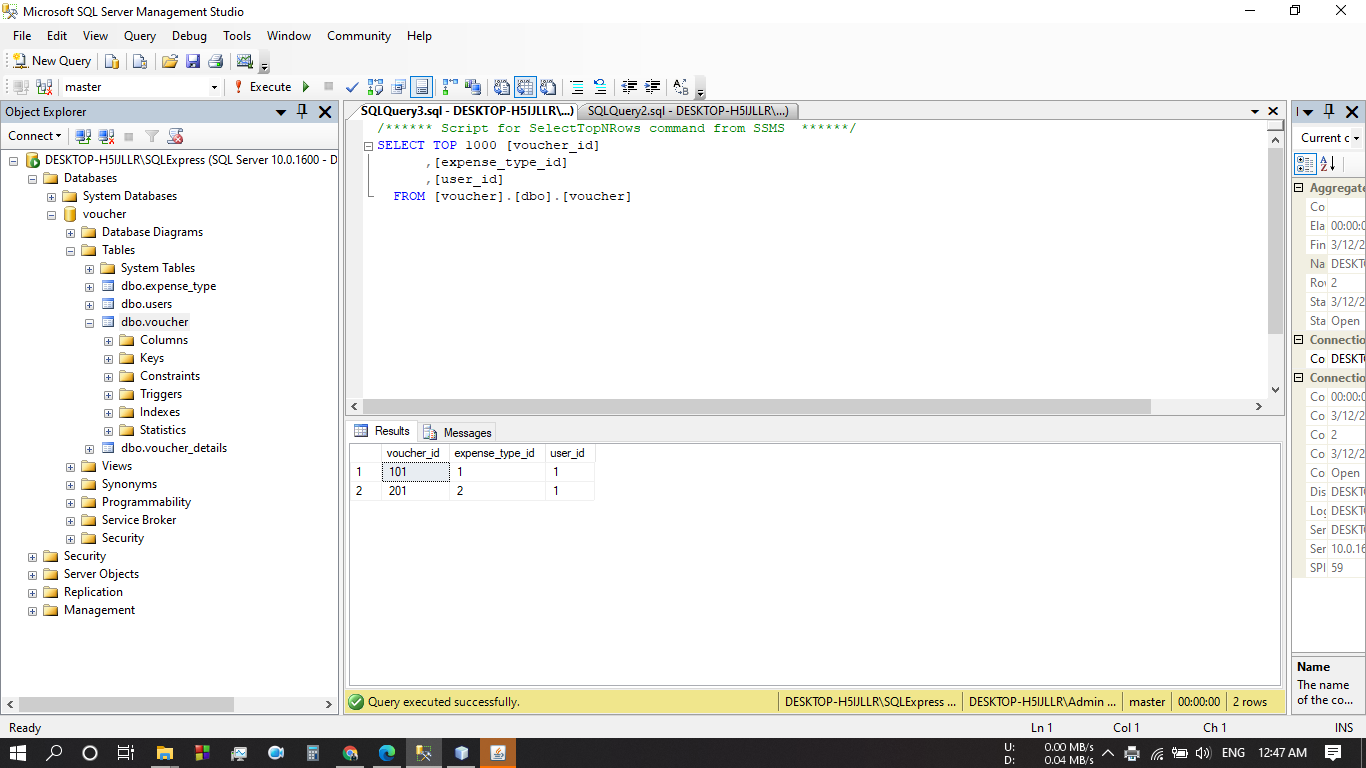 Microsoft SQL Server Management Studio
File Edit View Query Debug Tools Window Community Help
New Query
master Execute
Object Explorer
Connect
DESKTOP-H5IJLLR\SQLExpress (SQL Server 10.0.1600 - D
Databases
System Databases
voucher
Database Diagrams
Tables
System Tables
dbo.expense_type
dbo.users
dbo.voucher
Columns
Keys
Constraints
Triggers
Indexes
Statistics
dbo.voucher_details
Views
Synonyms
Programmability
Service Broker
Security
Security
Server Objects
Replication
Management
SQLQuery3.sql - DESKTOP-H5IJLLR\...) SQLQuery2.sql - DESKTOP-H5IJLLR\...)
/****** Script for SelectTopNRows command from SSMS ******/
SELECT TOP 1000 [voucher_id]
,[expense_type_id]
,[user_id]
FROM [voucher].[dbo].[voucher]
Results Messages
voucher_id expense_type_id user_id
1 101 1 1
2 201 2 1
Query executed successfully. DESKTOP-H5IJLLR\SQLExpress ... DESKTOP-H5IJLLR\Admin ... master 00:00:00 2 rows
Current c
Aggregate
Co
Ela 00:00:0
Fin 3/12/2
Na DESKT
Ro 2
Sta 3/12/2
Sta Open
Connectio
Co DESKT
Connectio
Co 00:00:0
Co 3/12/2
Co 2
Co 3/12/2
Co Open
Dis DESKT
Log DESKT
Ser DESKT
Ser 10.0.16
SPI 59
Name
The name
of the co...
Ready Ln 1 Col 1 Ch 1 INS
U: 0.00 MB/s
D: 0.04 MB/s
ENG 12:47 AM